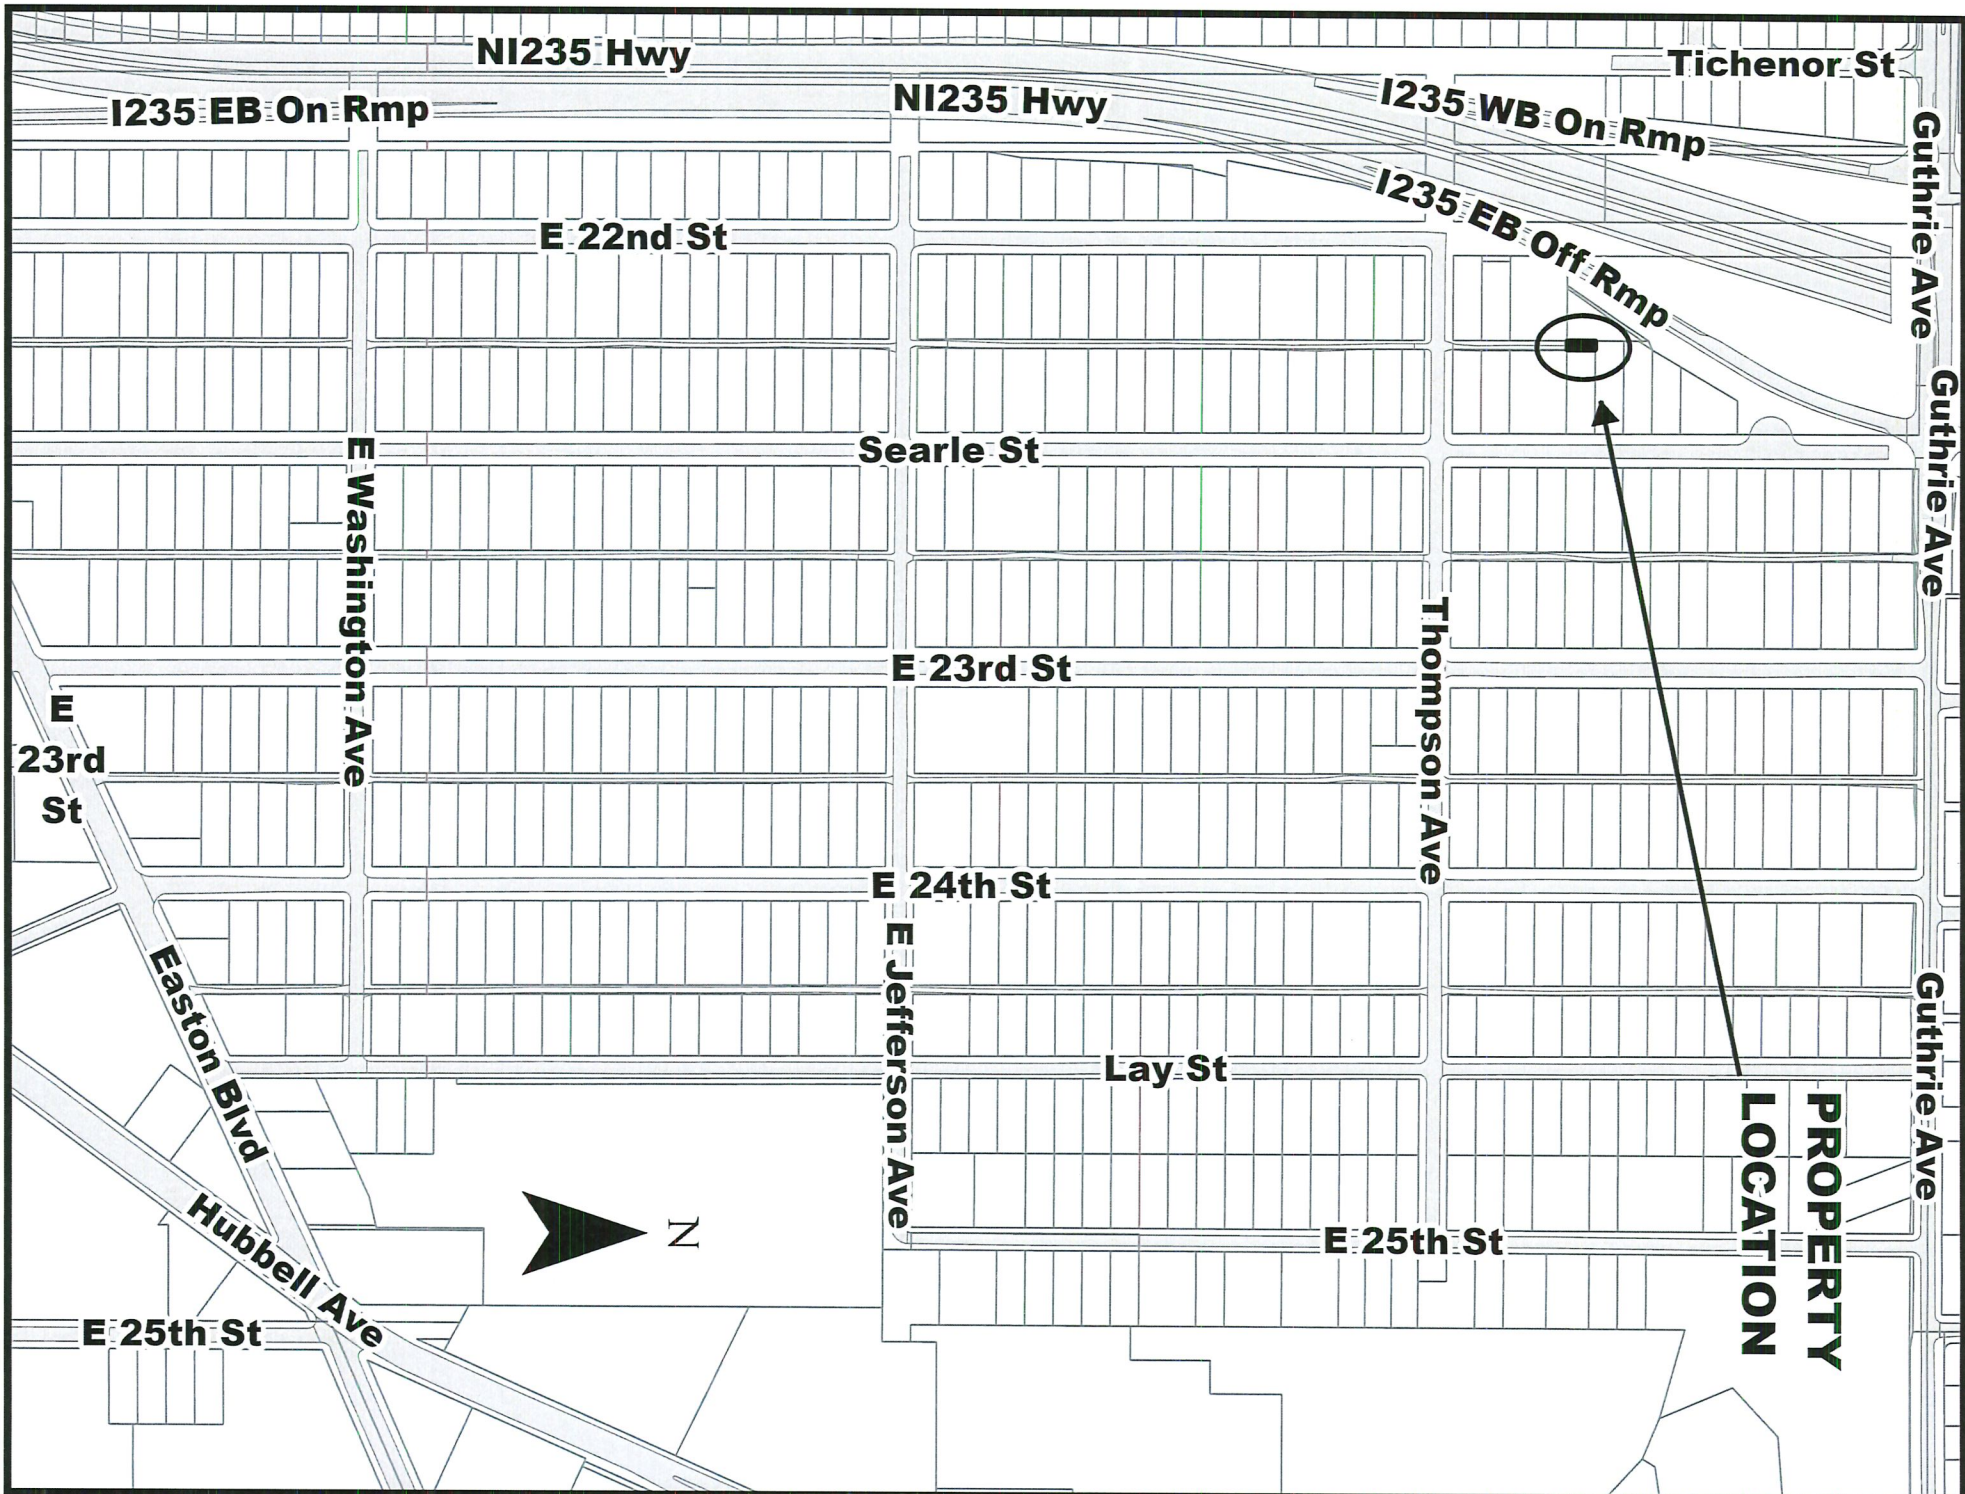 NI235 Hwy
Tichenor St
I235 EB On Rmp
NI235 Hwy
I235 WB On Rmp
Guthrie Ave
I235 EB Off Rmp
E 22nd St
Guthrie Ave
E Washington Ave
Searle St
Thompson Ave
E 23rd St
E
23rd
St
E 24th St
E Jefferson Ave
Easton Blvd
Lay St
Guthrie Ave
PROPERTY
LOCATION
Hubbell Ave
N
E 25th St
E 25th St